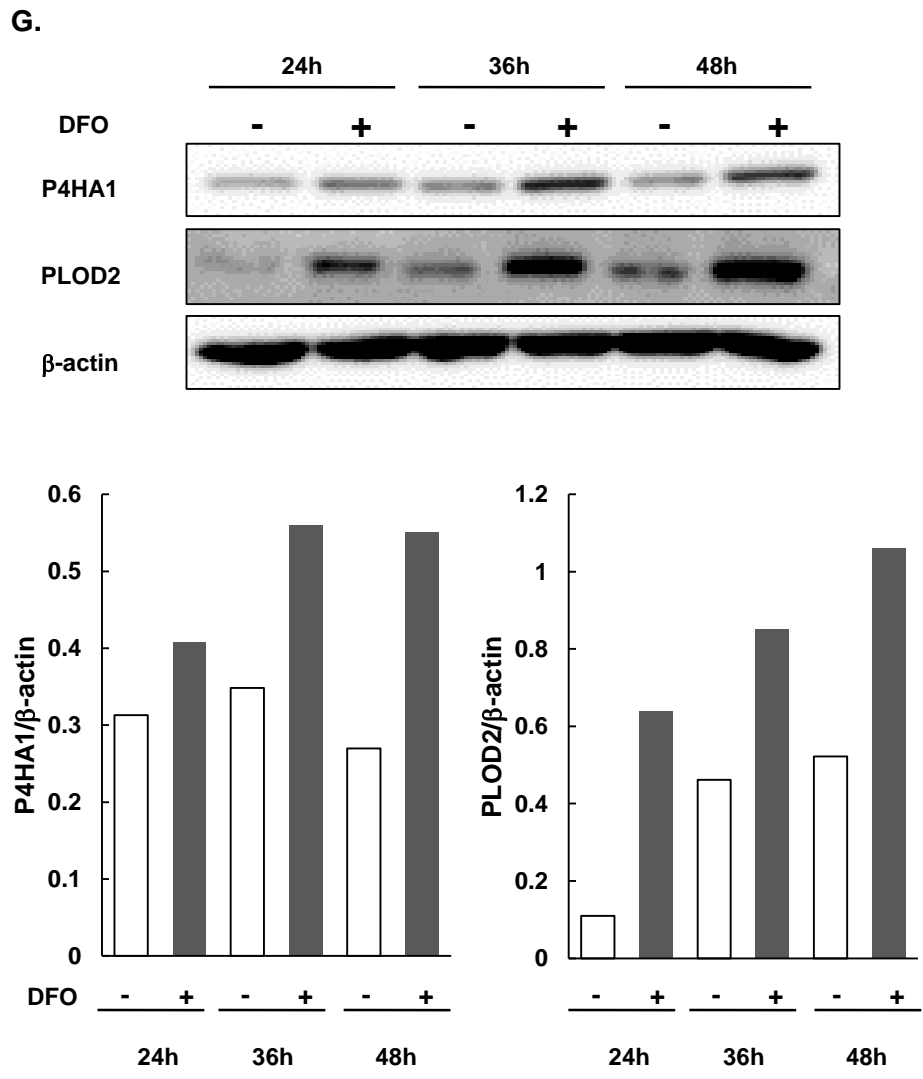 G.
24h 36h 48h
DFO - + - + - +
P4HA1
PLOD2
β-actin
0.6
0.5
0.4
0.3
0.2
0.1
0
P4HA1/β-actin
DFO - + - + - +
24h 36h 48h
1.2
1
0.8
0.6
0.4
0.2
0
PLOD2/β-actin
- + - + - +
24h 36h 48h